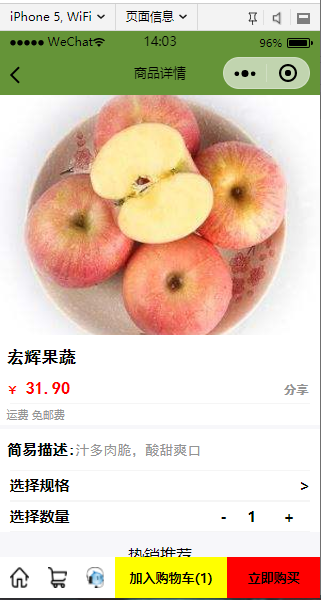 iPhone 5, WiFi 页面信息
WeChat 14:03 96%
商品详情
宏辉果蔬
¥ 31.90 分享
运费 免邮费
简易描述:汁多肉脆，酸甜爽口
选择规格 >
选择数量 - 1 +
热销推荐
加入购物车(1) 立即购买